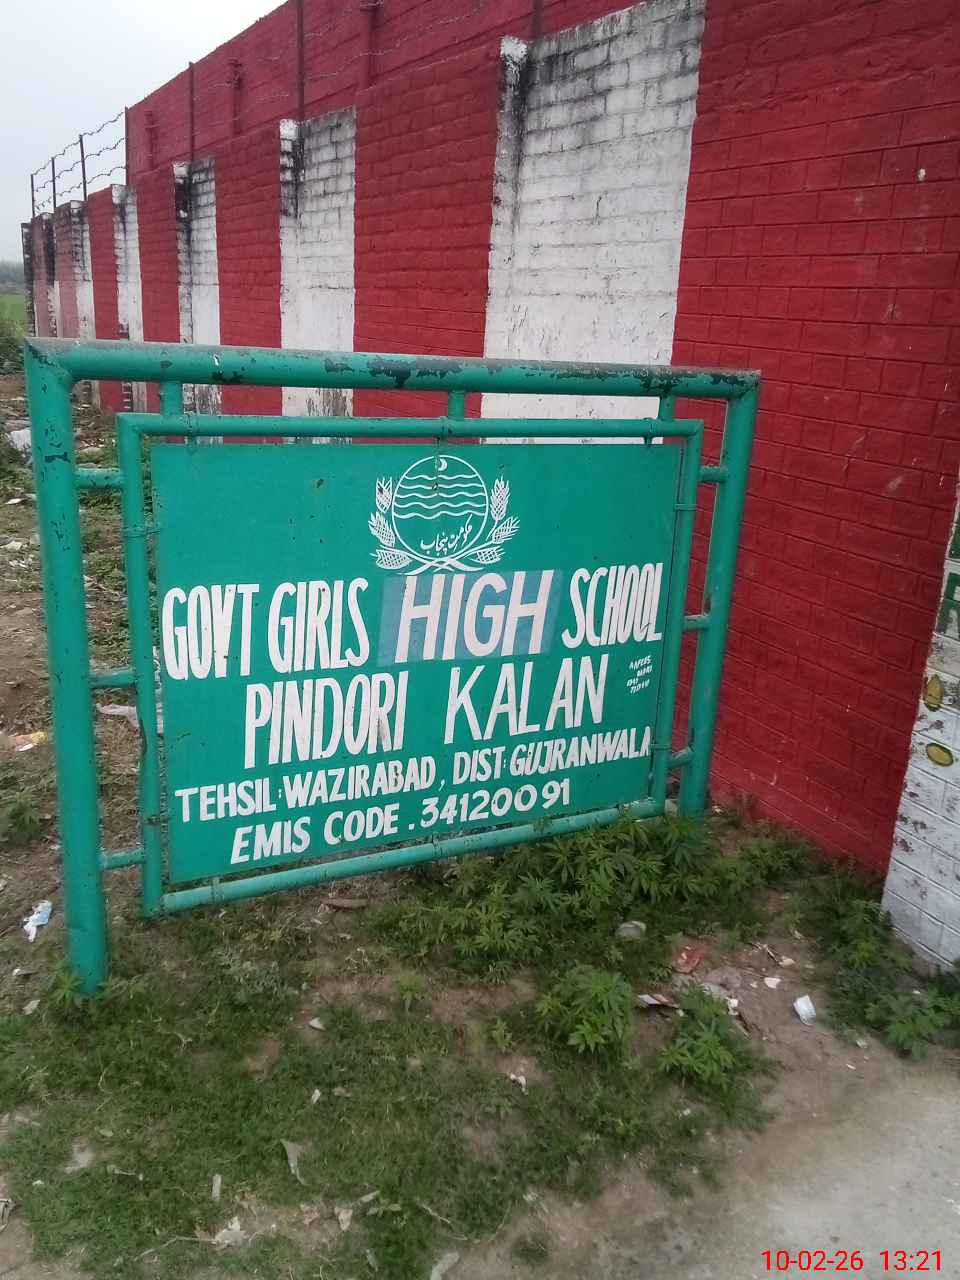 حکومت پنجاب
GOVT GIRLS HIGH SCHOOL
PINDORI KALAN
TEHSIL: WAZIRABAD, DIST: GUJRANWALA
EMIS CODE. 34120091
10-02-26 13:21